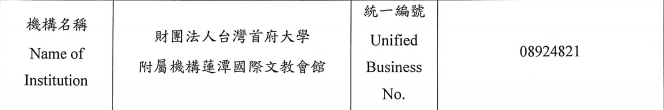 機構名稱
Name of
Institution
財團法人台灣首府大學
附屬機構蓮潭國際文教會館
統一編號
Unified
Business
No.
08924821